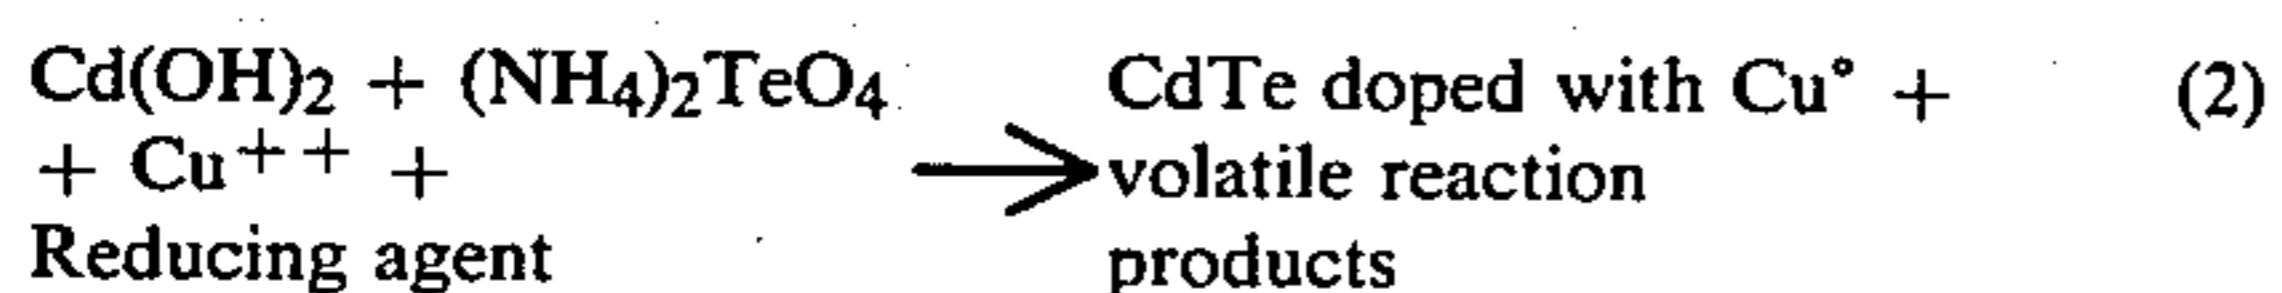 Cd(OH)2 + (NH4)2TeO4 CdTe doped with Cu° + (2)
+ Cu++ + → volatile reaction
Reducing agent products